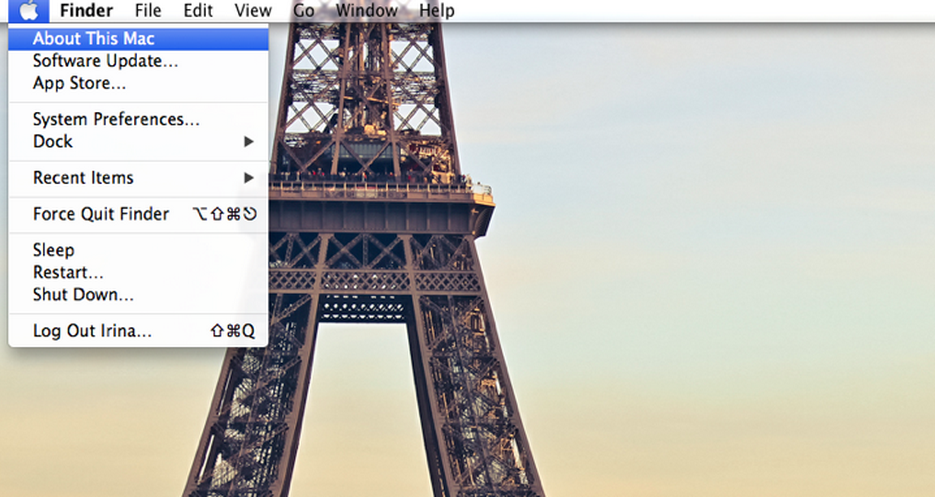 Finder File Edit View Go Window Help
About This Mac
Software Update...
App Store...
System Preferences...
Dock ▶
Recent Items ▶
Force Quit Finder ⌥⇧⌘⎋
Sleep
Restart...
Shut Down...
Log Out Irina... ⇧⌘Q